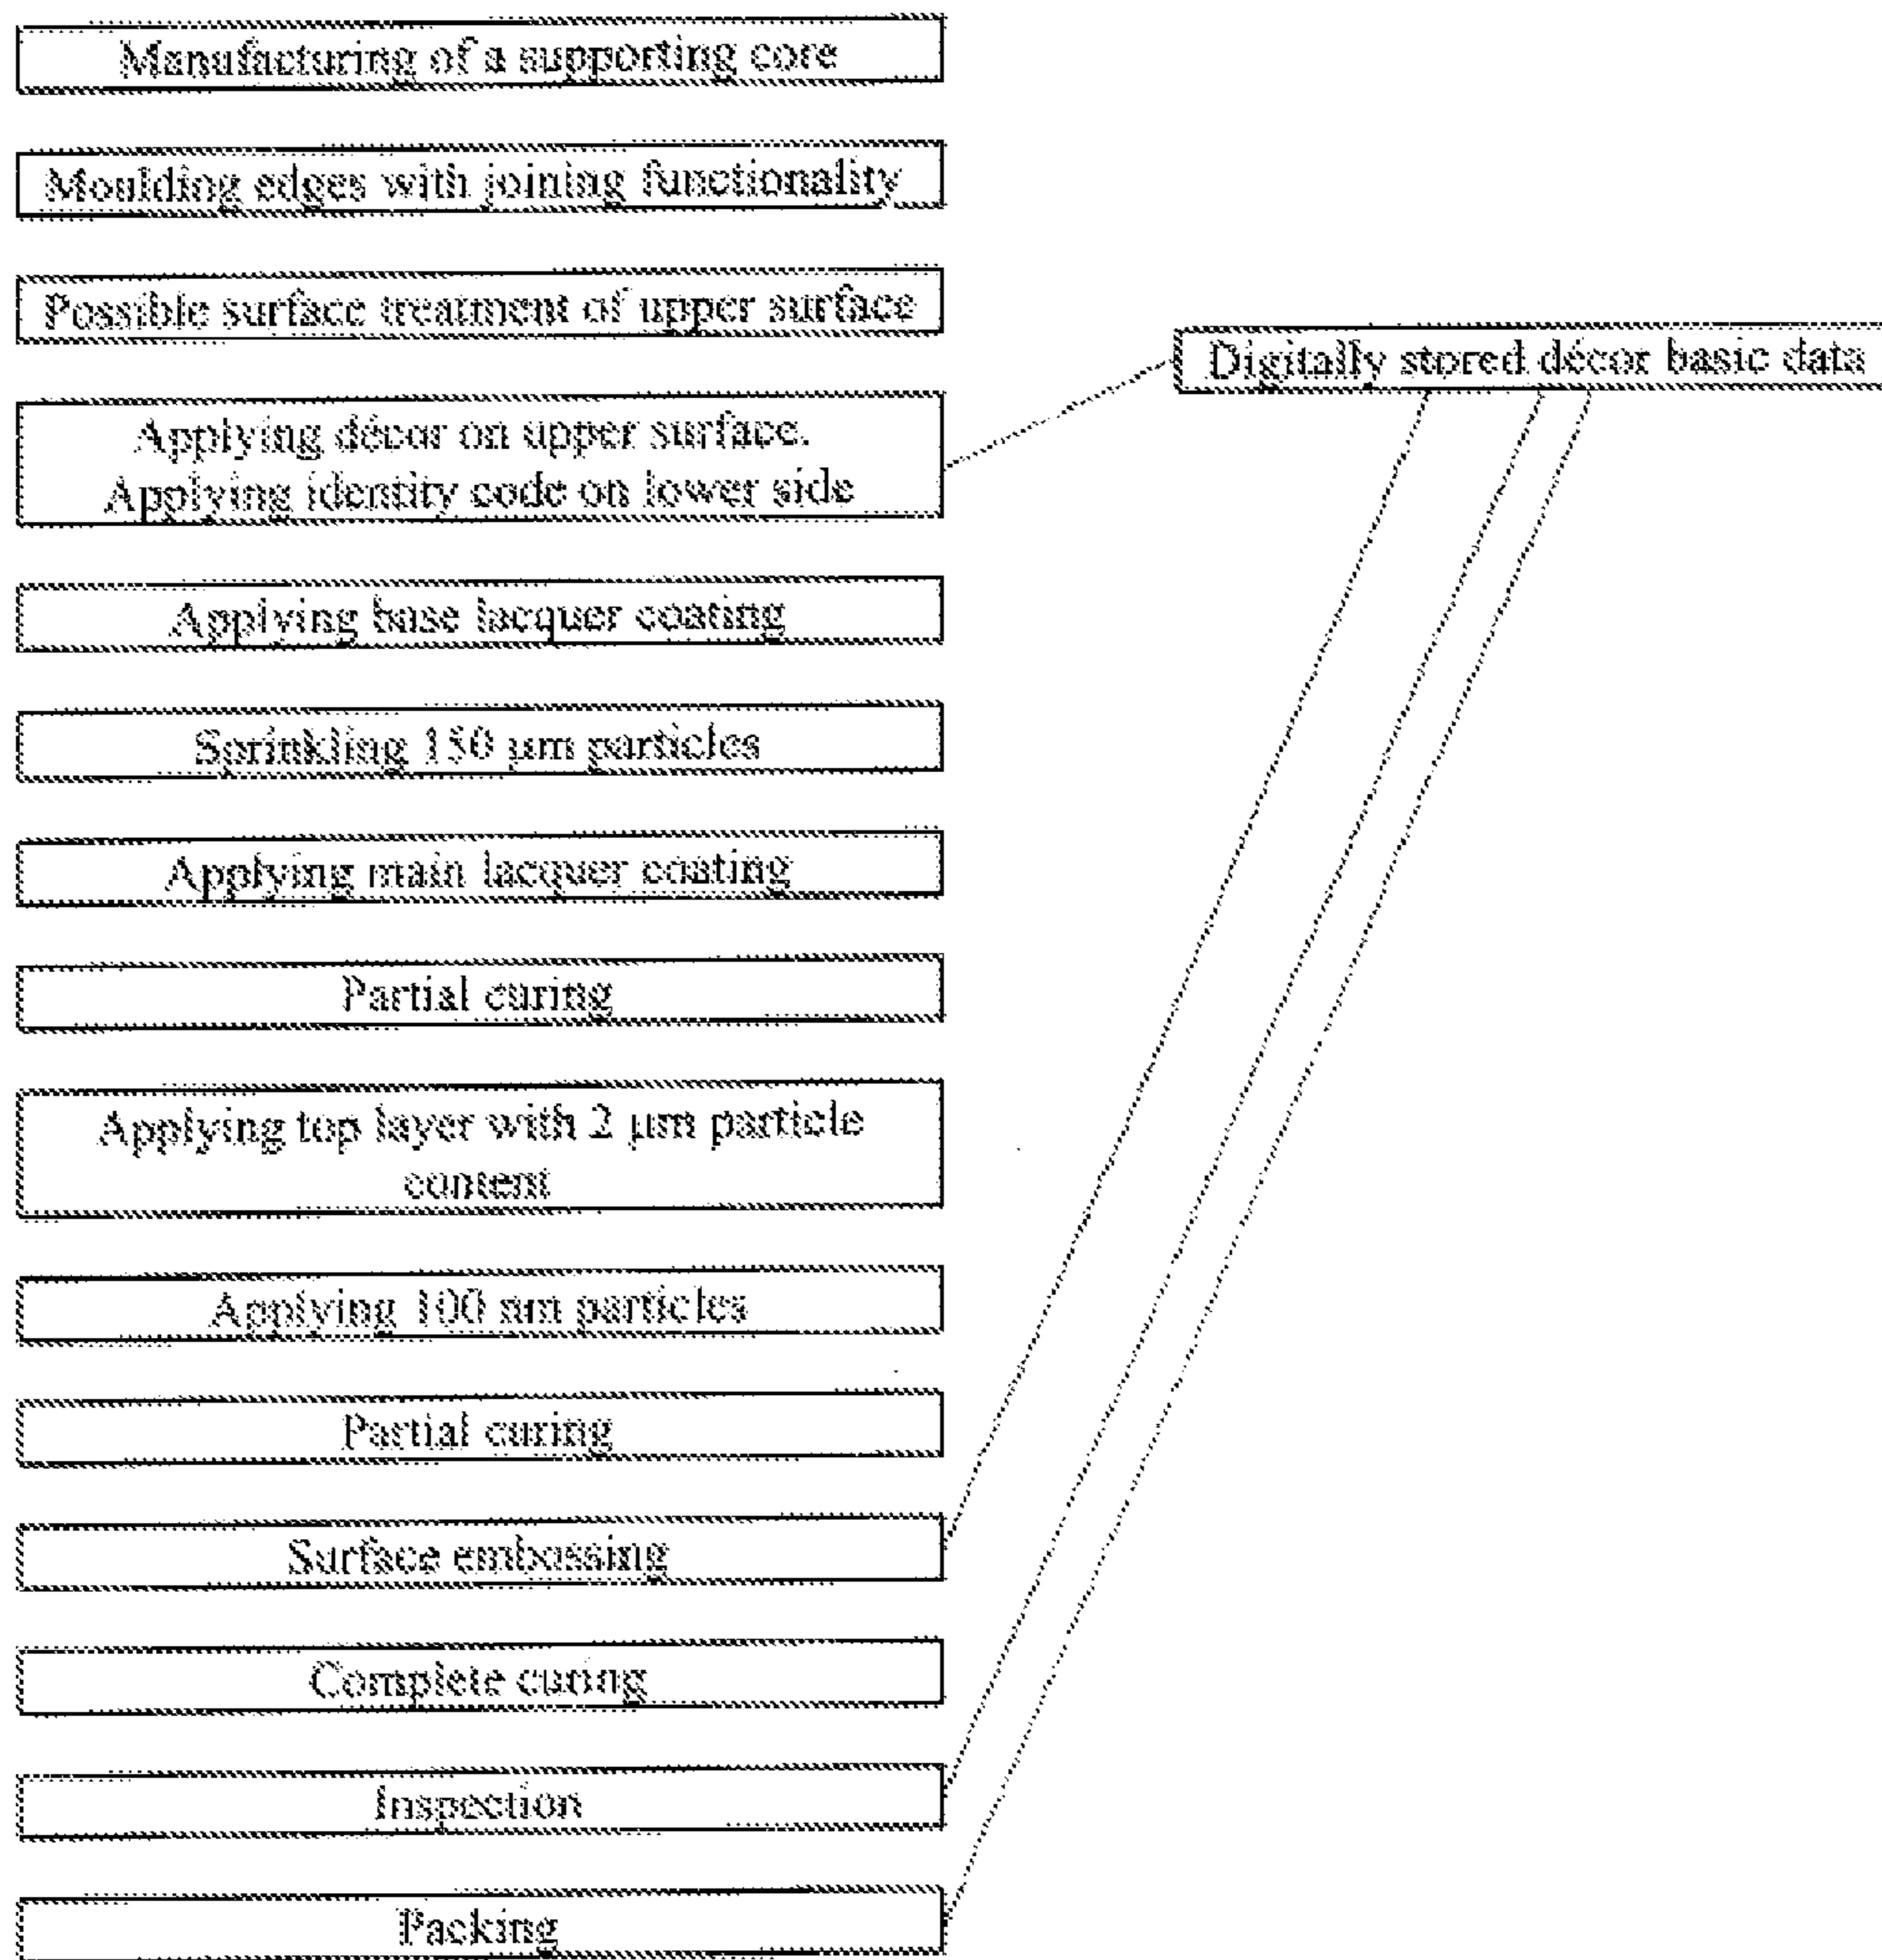 Manufacturing of a supporting core
Moulding edges with joining functionality
Possible surface treatment of upper surface
Digitally stored décor basic data
Applying décor on upper surface.
Applying identity code on lower side
Applying base lacquer coating
Sprinkling 150 µm particles
Applying main lacquer coating
Partial curing
Applying top layer with 2 µm particle
content
Applying 100 nm particles
Partial curing
Surface embossing
Complete curing
Inspection
Packing